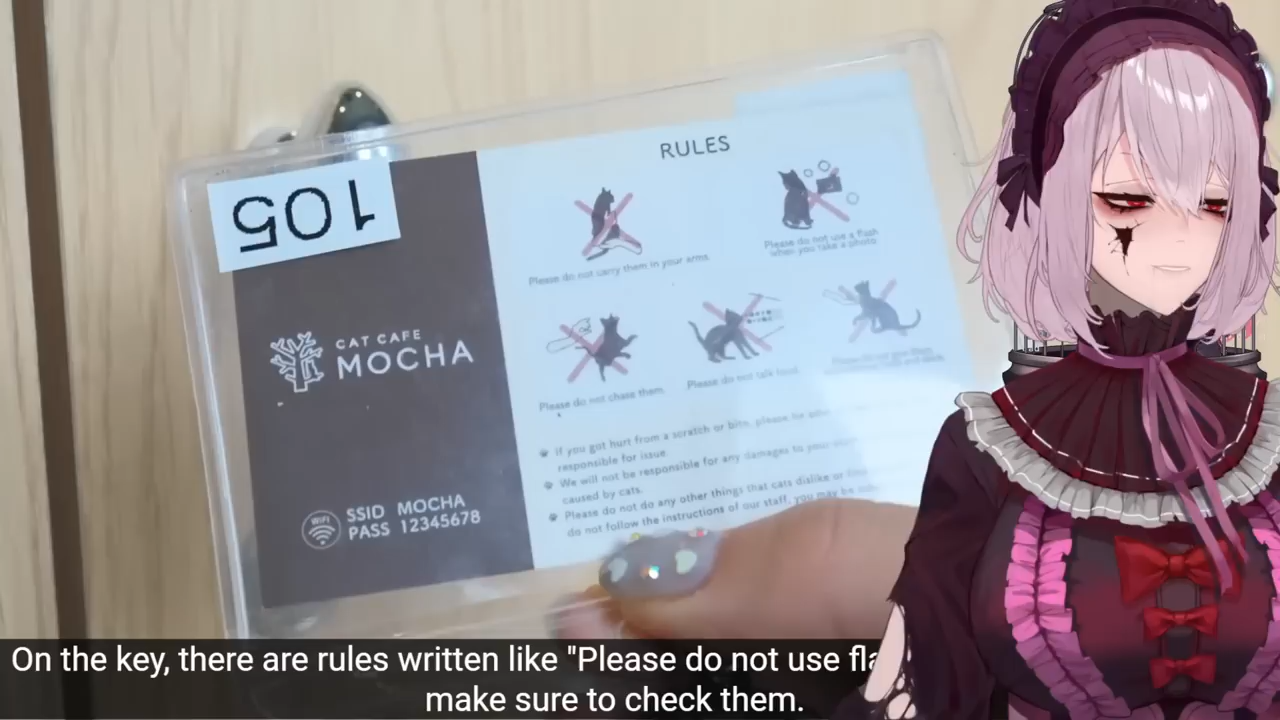 RULES
105
Please do not carry them in your arms.
Please do not use a flash
when you take a photo.
CAT CAFE
MOCHA
Please do not chase them.
Please do not talk loud.
If you got hurt from a scratch or bite, please be
responsible for issue.
We will not be responsible for any damages to your
caused by cats.
Please do not do any other things that cats dislike or
do not follow the instructions of our staff, you may be
WiFi
SSID MOCHA
PASS 12345678
On the key, there are rules written like "Please do not use
make sure to check them.